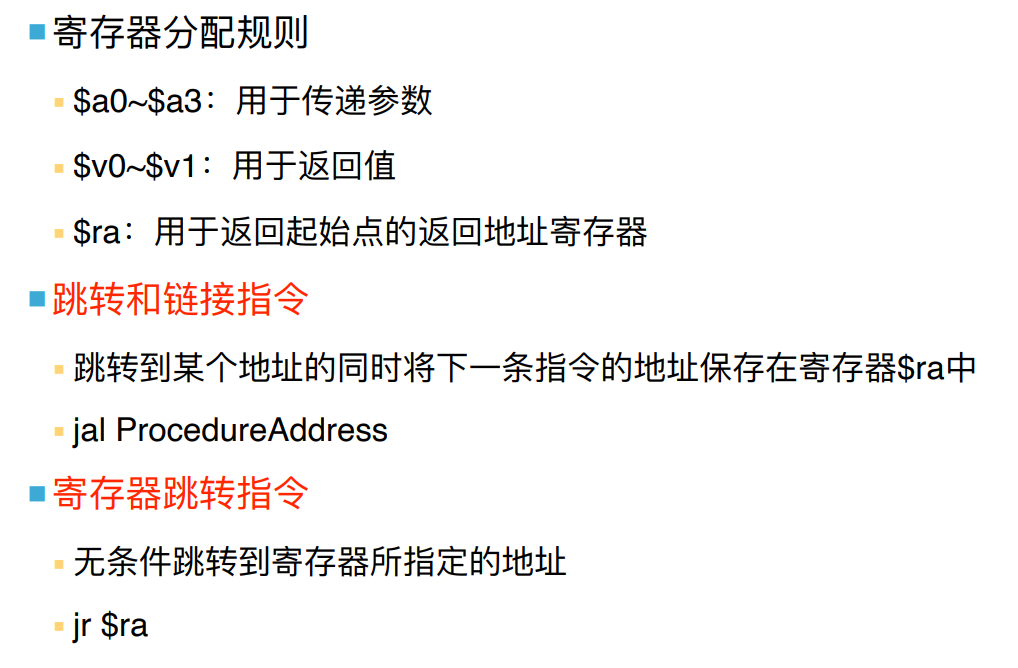 寄存器分配规则
$a0~$a3：用于传递参数
$v0~$v1：用于返回值
$ra：用于返回起始点的返回地址寄存器
跳转和链接指令
跳转到某个地址的同时将下一条指令的地址保存在寄存器$ra中
jal ProcedureAddress
寄存器跳转指令
无条件跳转到寄存器所指定的地址
jr $ra